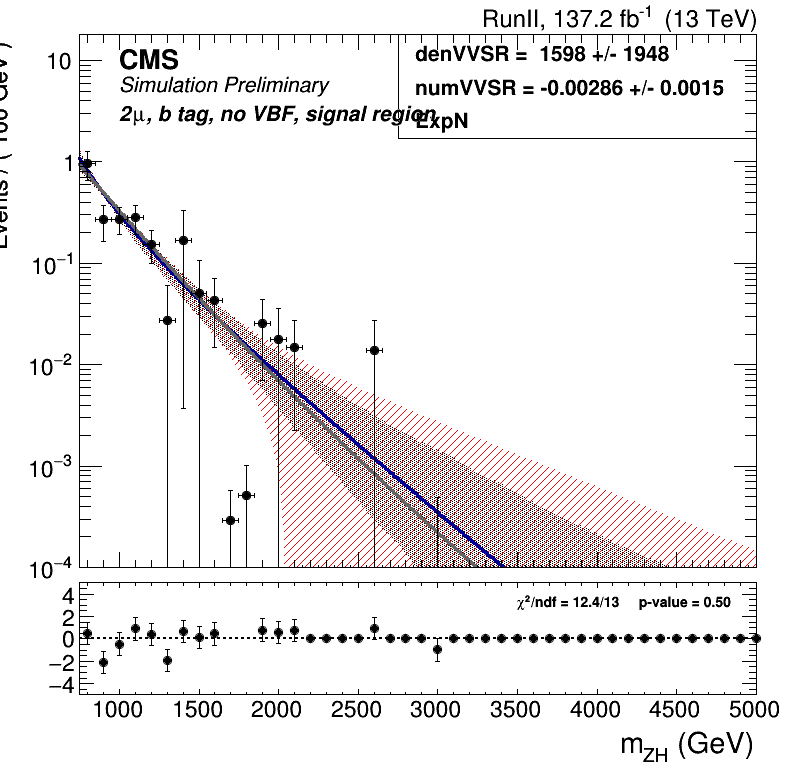 RunII, 137.2 fb-1 (13 TeV)
CMS
Simulation Preliminary
2μ, b tag, no VBF, signal region
denVVSR = 1598 +/- 1948
numVVSR = -0.00286 +/- 0.0015
ExpN
Events / ( 100 GeV )
10
1
10−1
10−2
10−3
10−4
χ2/ndf = 12.4/13 p-value = 0.50
4
2
0
−2
−4
1000 1500 2000 2500 3000 3500 4000 4500 5000
mZH (GeV)